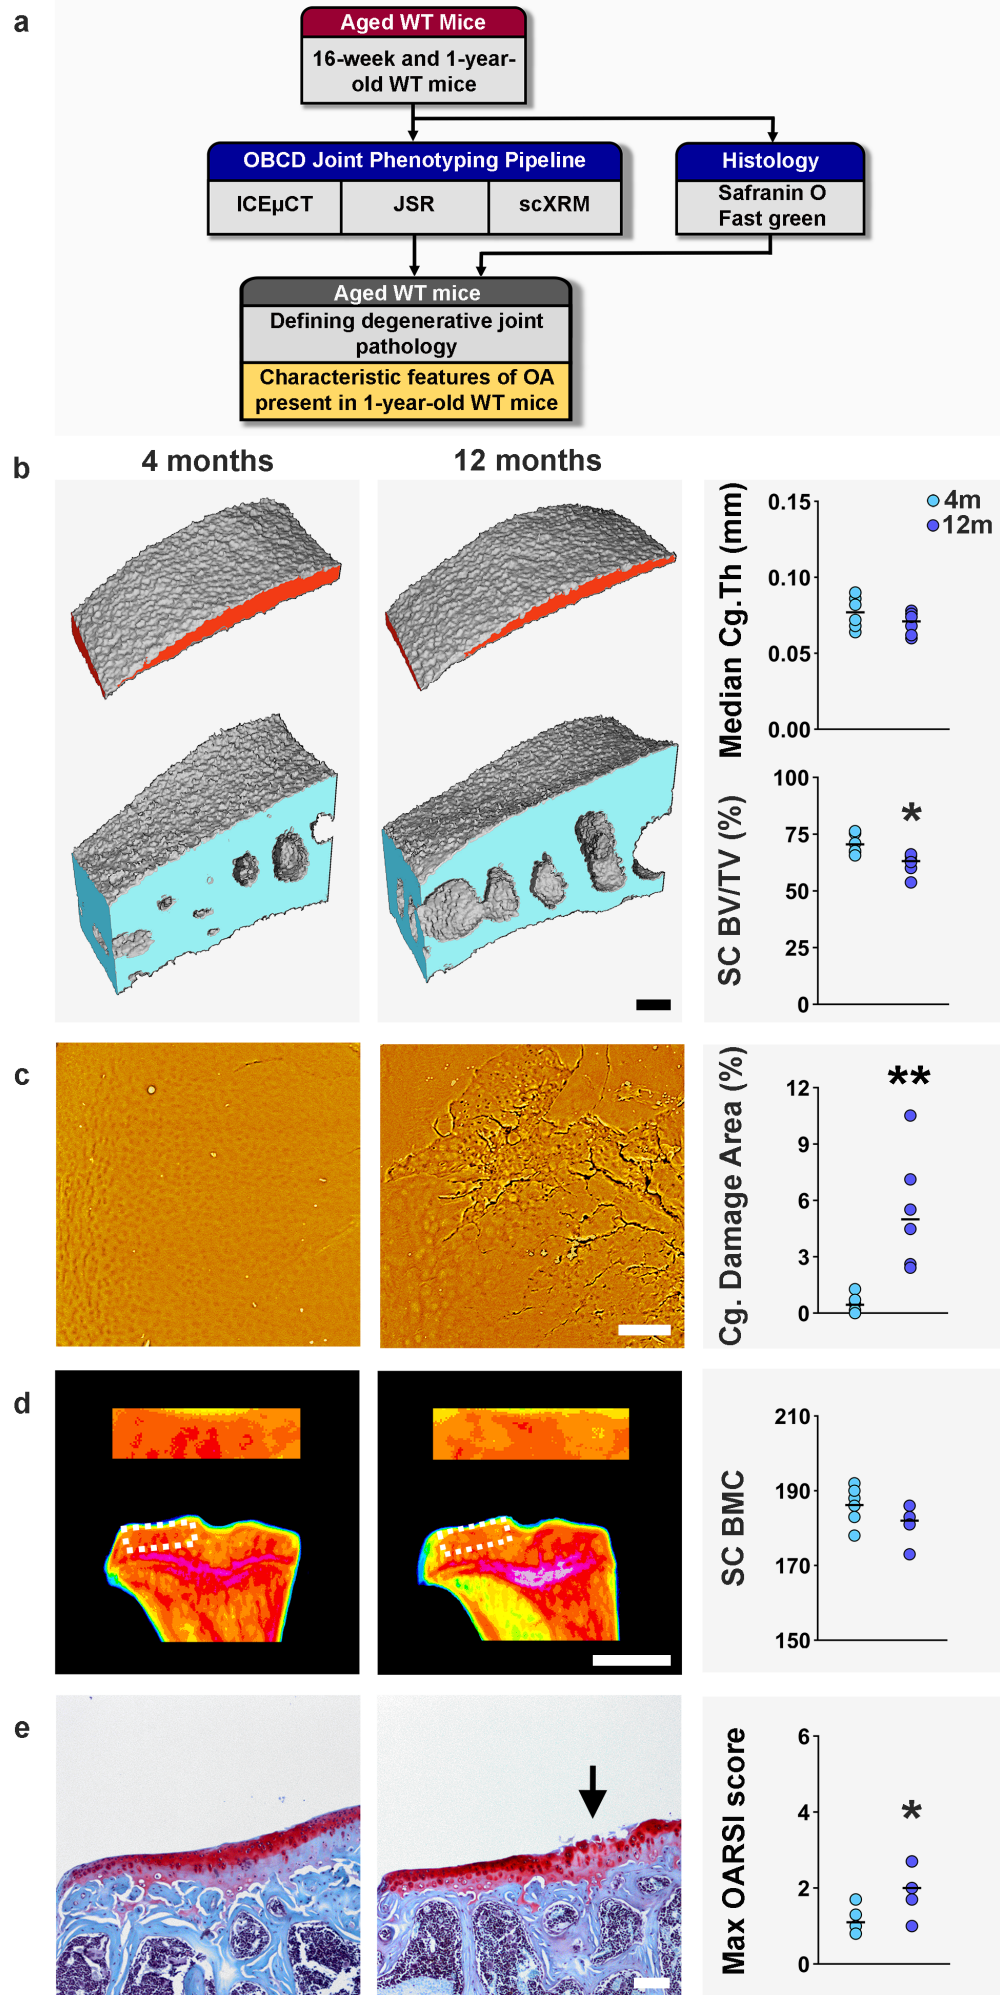 a
Aged WT Mice
16-week and 1-year-
old WT mice
OBCD Joint Phenotyping Pipeline
ICEµCT
JSR
scXRM
Histology
Safranin O
Fast green
Aged WT mice
Defining degenerative joint
pathology
Characteristic features of OA
present in 1-year-old WT mice
b
4 months
12 months
Median Cg.Th (mm)
0.15
0.10
0.05
0.00
4m
12m
SC BV/TV (%)
100
75
50
25
0
*
c
Cg. Damage Area (%)
12
9
6
3
0
**
d
SC BMC
210
190
170
150
e
Max OARSI score
6
4
2
0
*